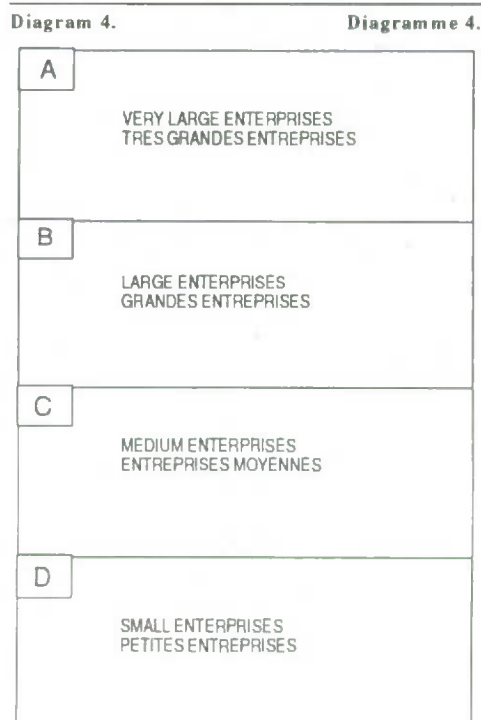 Diagram 4. Diagramme 4.
A
VERY LARGE ENTERPRISES
TRES GRANDES ENTREPRISES
B
LARGE ENTERPRISES
GRANDES ENTREPRISES
C
MEDIUM ENTERPRISES
ENTREPRISES MOYENNES
D
SMALL ENTERPRISES
PETITES ENTREPRISES